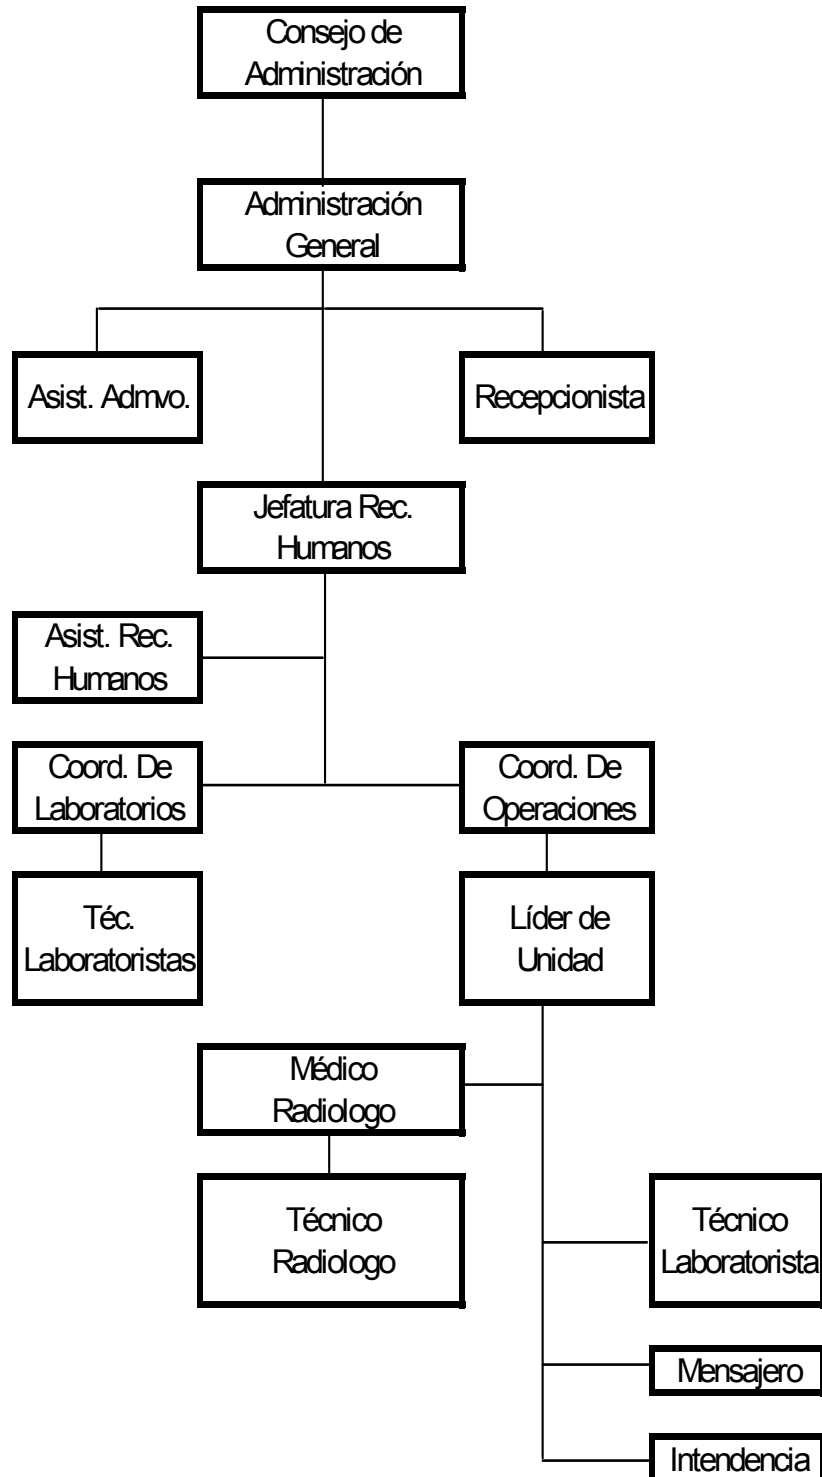 Consejo de
Administración
Administración
General
Asist. Admvo.
Recepcionista
Jefatura Rec.
Humanos
Asist. Rec.
Humanos
Coord. De
Laboratorios
Coord. De
Operaciones
Téc.
Laboratoristas
Líder de
Unidad
Médico
Radiologo
Técnico
Radiologo
Técnico
Laboratorista
Mensajero
Intendencia